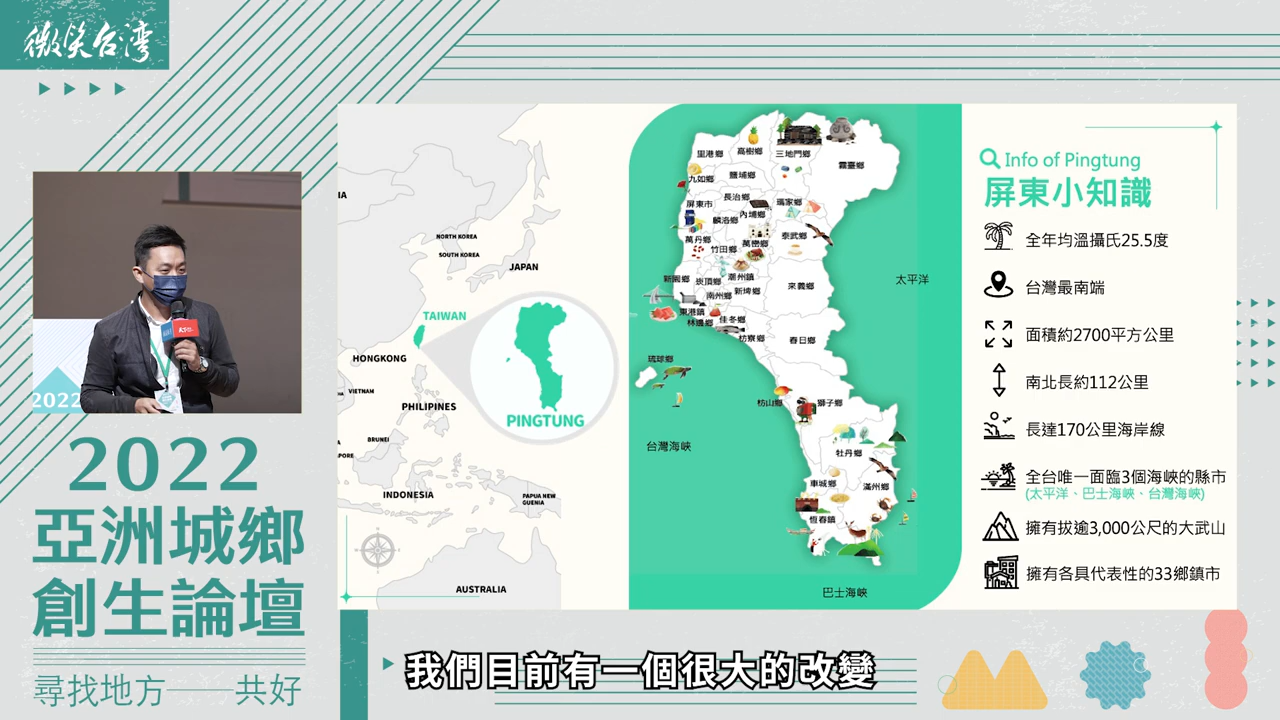 微笑台灣
2022
2022
亞洲城鄉
創生論壇
尋找地方──共好
NORTH KOREA
SOUTH KOREA
JAPAN
TAIWAN
HONGKONG
VIETNAM
PHILIPINES
BRUNEI
PORE
INDONESIA
PAPUA NEW
GUENIA
AUSTRALIA
PINGTUNG
里港鄉
高樹鄉
三地門鄉
霧臺鄉
九如鄉
鹽埔鄉
屏東市
長治鄉
瑪家鄉
麟洛鄉
內埔鄉
萬丹鄉
竹田鄉
萬巒鄉
泰武鄉
新園鄉
崁頂鄉
潮州鎮
來義鄉
南州鄉
新埤鄉
東港鎮
林邊鄉
佳冬鄉
枋寮鄉
春日鄉
琉球鄉
枋山鄉
獅子鄉
牡丹鄉
車城鄉
滿州鄉
恆春鎮
太平洋
台灣海峽
巴士海峽
Info of Pingtung
屏東小知識
全年均溫攝氏25.5度
台灣最南端
面積約2700平方公里
南北長約112公里
長達170公里海岸線
全台唯一面臨3個海峽的縣市
(太平洋、巴士海峽、台灣海峽)
擁有拔逾3,000公尺的大武山
擁有各具代表性的33鄉鎮市
我們目前有一個很大的改變